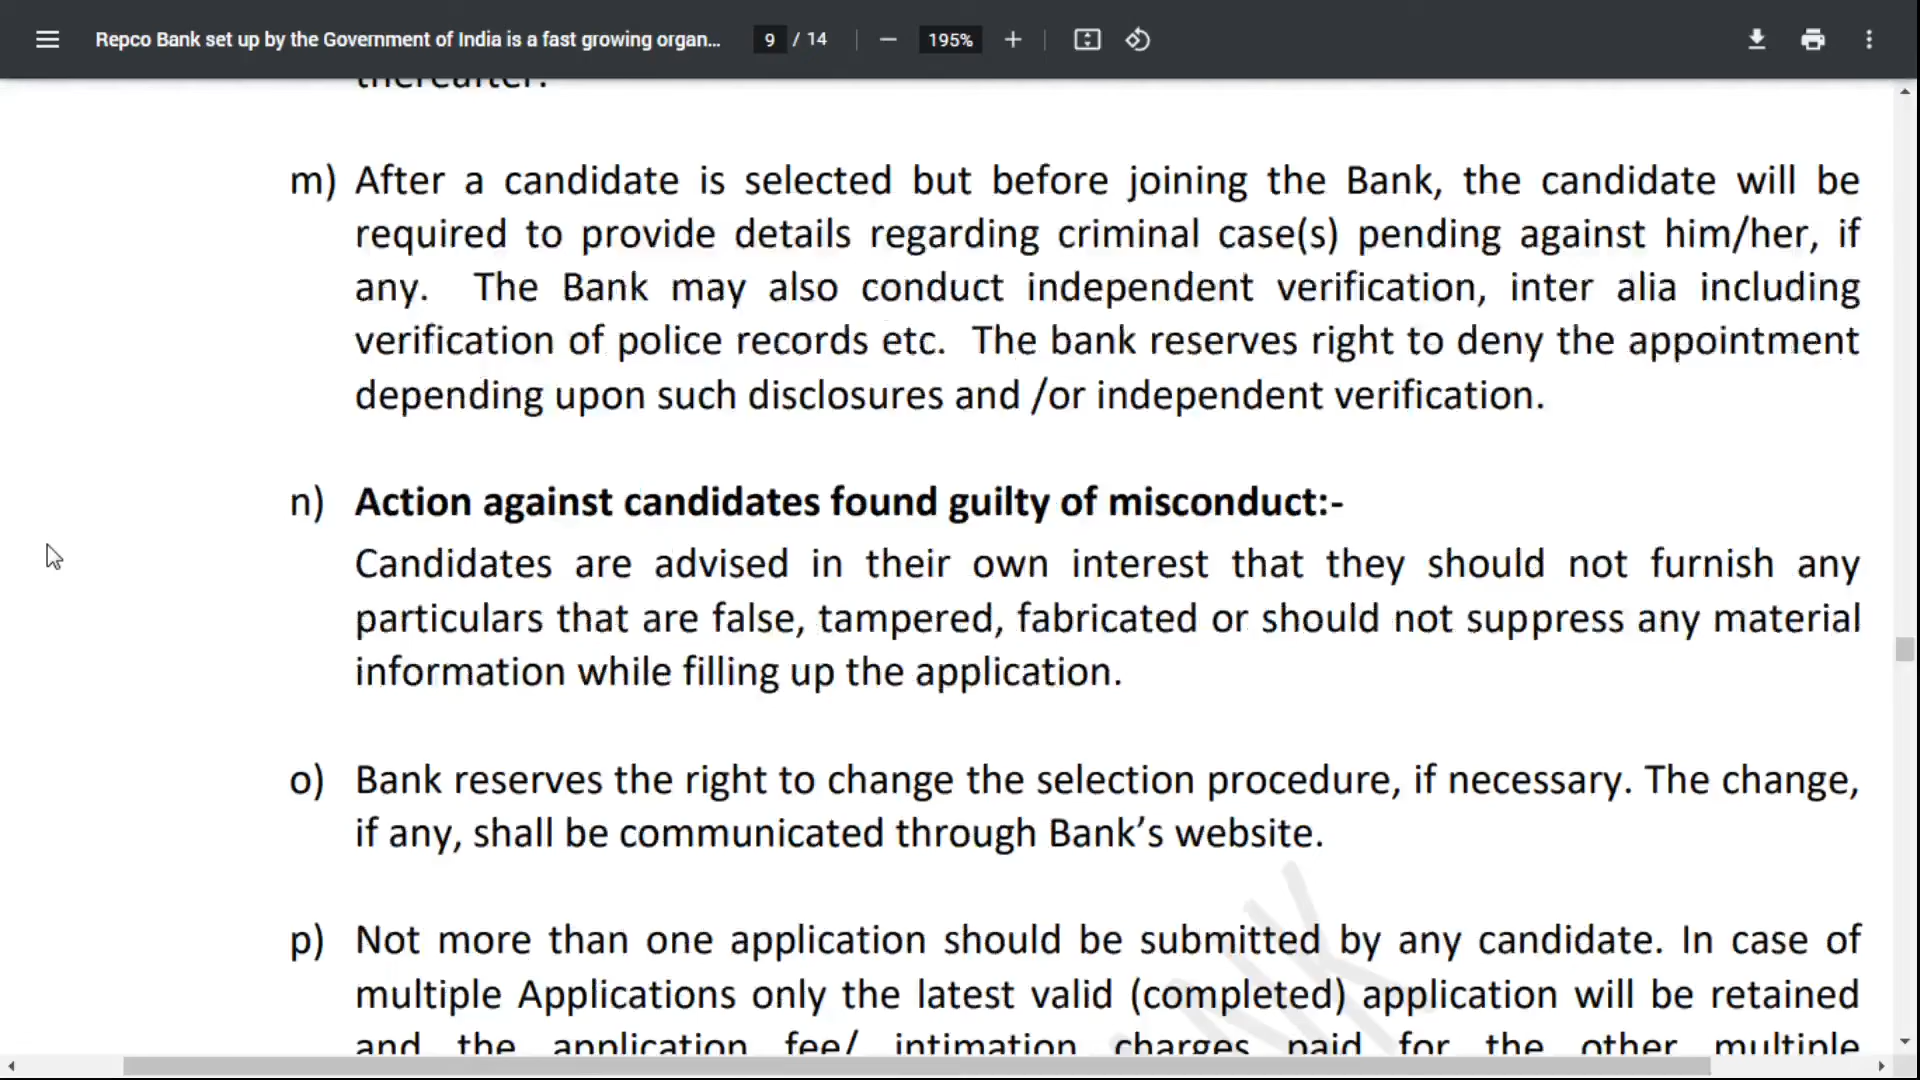 Repco Bank set up by the Government of India is a fast growing organ...
9 / 14
195%
thereafter.
m) After a candidate is selected but before joining the Bank, the candidate will be
required to provide details regarding criminal case(s) pending against him/her, if
any. The Bank may also conduct independent verification, inter alia including
verification of police records etc. The bank reserves right to deny the appointment
depending upon such disclosures and /or independent verification.
n) Action against candidates found guilty of misconduct:-
Candidates are advised in their own interest that they should not furnish any
particulars that are false, tampered, fabricated or should not suppress any material
information while filling up the application.
o) Bank reserves the right to change the selection procedure, if necessary. The change,
if any, shall be communicated through Bank’s website.
p) Not more than one application should be submitted by any candidate. In case of
multiple Applications only the latest valid (completed) application will be retained
and the application fee/ intimation charges paid for the other multiple